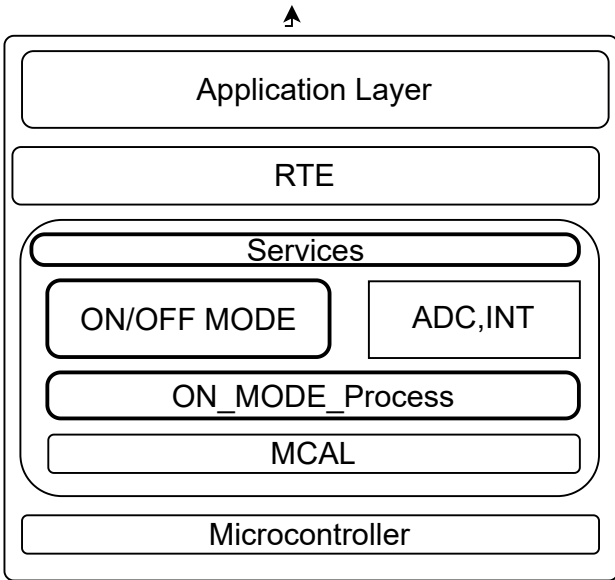 Application Layer
RTE
Services
ON/OFF MODE
ADC,INT
ON_MODE_Process
MCAL
Microcontroller